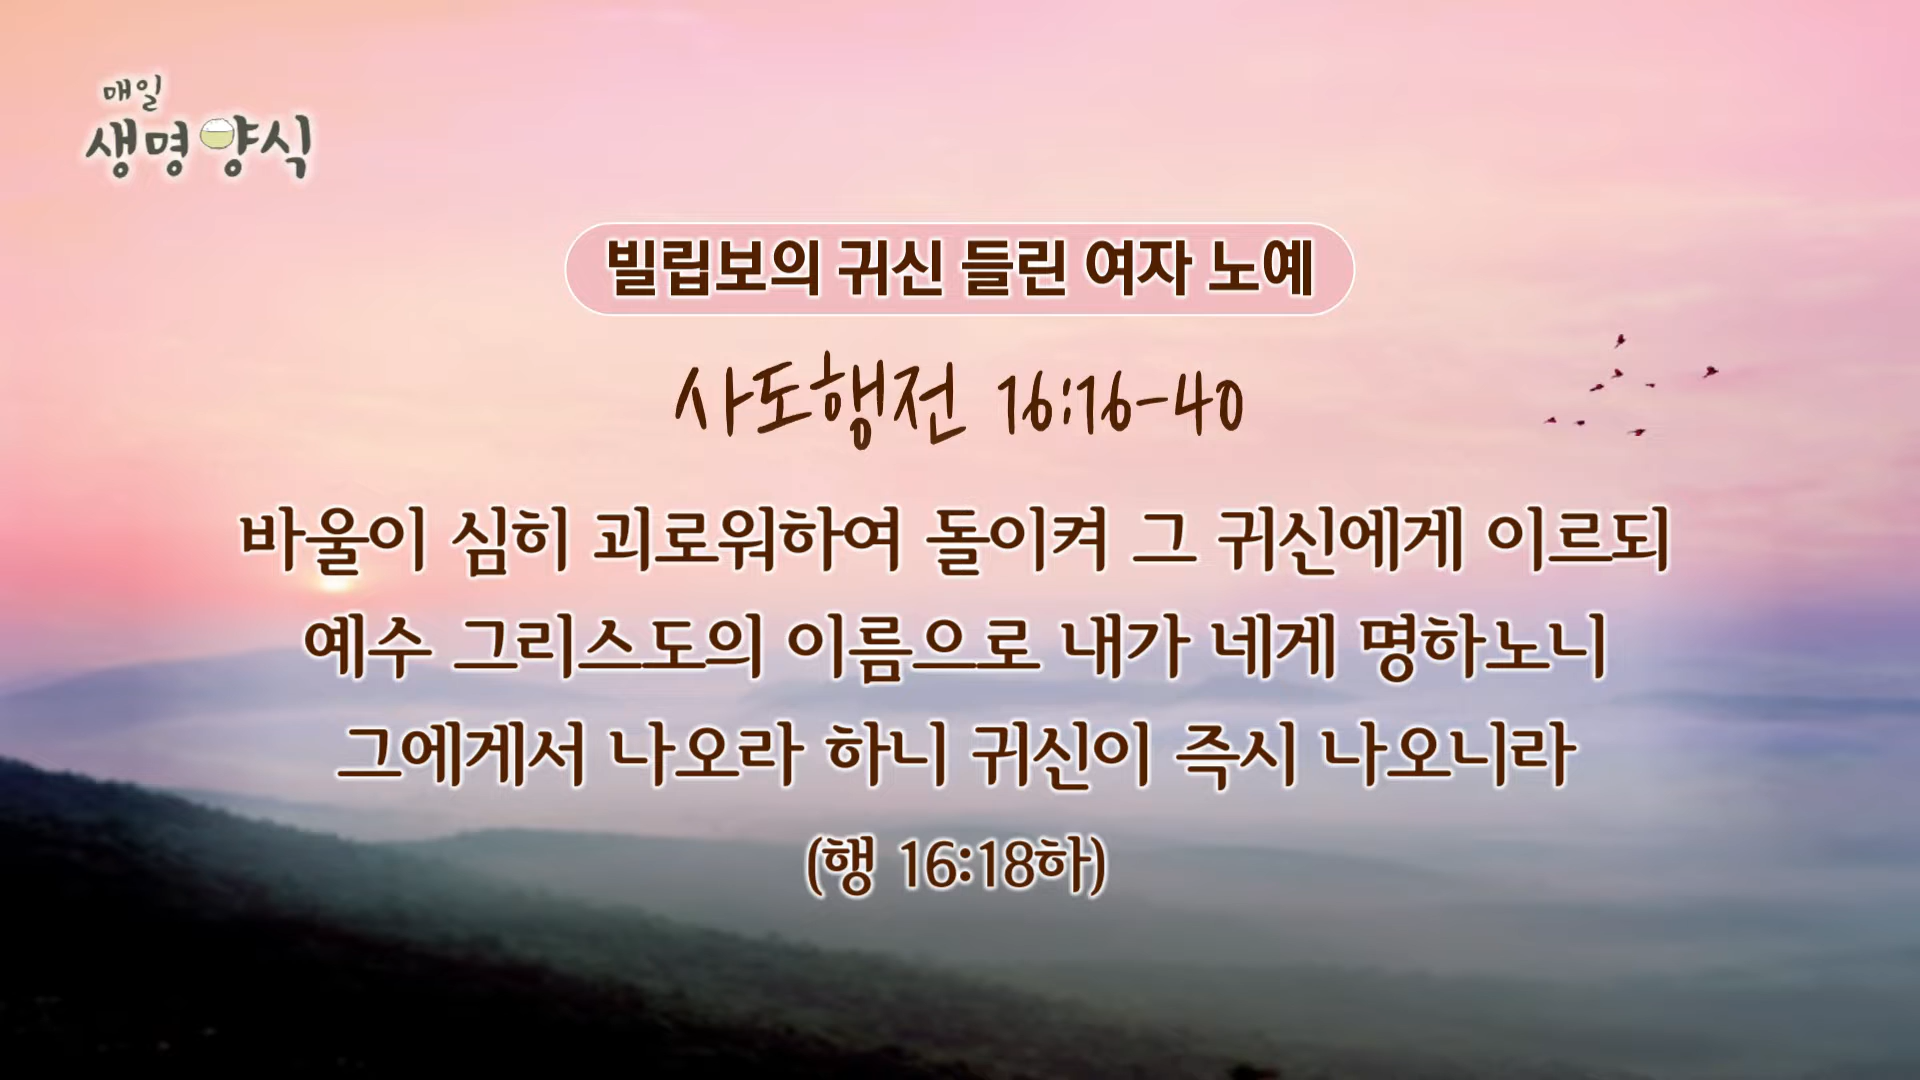 매일
생명양식
빌립보의 귀신 들린 여자 노예
사도행전 16:16-40
바울이 심히 괴로워하여 돌이켜 그 귀신에게 이르되
예수 그리스도의 이름으로 내가 네게 명하노니
그에게서 나오라 하니 귀신이 즉시 나오니라
(행 16:18하)